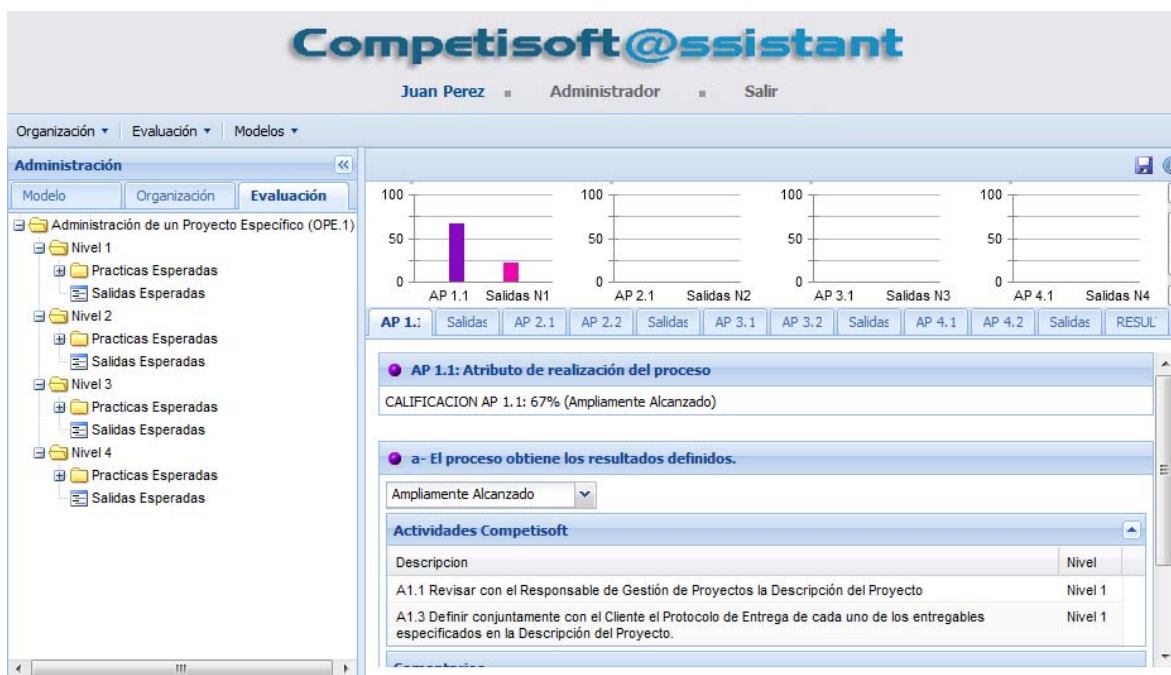 Competisoft@ssistant
Juan Perez Administrador Salir
Organización Evaluación Modelos
Administración
Modelo Organización Evaluación
Administración de un Proyecto Específico (OPE.1)
Nivel 1
Practicas Esperadas
Salidas Esperadas
Nivel 2
Practicas Esperadas
Salidas Esperadas
Nivel 3
Practicas Esperadas
Salidas Esperadas
Nivel 4
Practicas Esperadas
Salidas Esperadas
100 100 100 100
50 50 50 50
0 0 0 0
AP 1.1 Salidas N1 AP 2.1 Salidas N2 AP 3.1 Salidas N3 AP 4.1 Salidas N4
AP 1.: Salidas AP 2.1 AP 2.2 Salidas AP 3.1 AP 3.2 Salidas AP 4.1 AP 4.2 Salidas RESUL
AP 1.1: Atributo de realización del proceso
CALIFICACION AP 1.1: 67% (Ampliamente Alcanzado)
a- El proceso obtiene los resultados definidos.
Ampliamente Alcanzado
Actividades Competisoft
Descripcion Nivel
A1.1 Revisar con el Responsable de Gestión de Proyectos la Descripción del Proyecto Nivel 1
A1.3 Definir conjuntamente con el Cliente el Protocolo de Entrega de cada uno de los entregables Nivel 1
especificados en la Descripción del Proyecto.